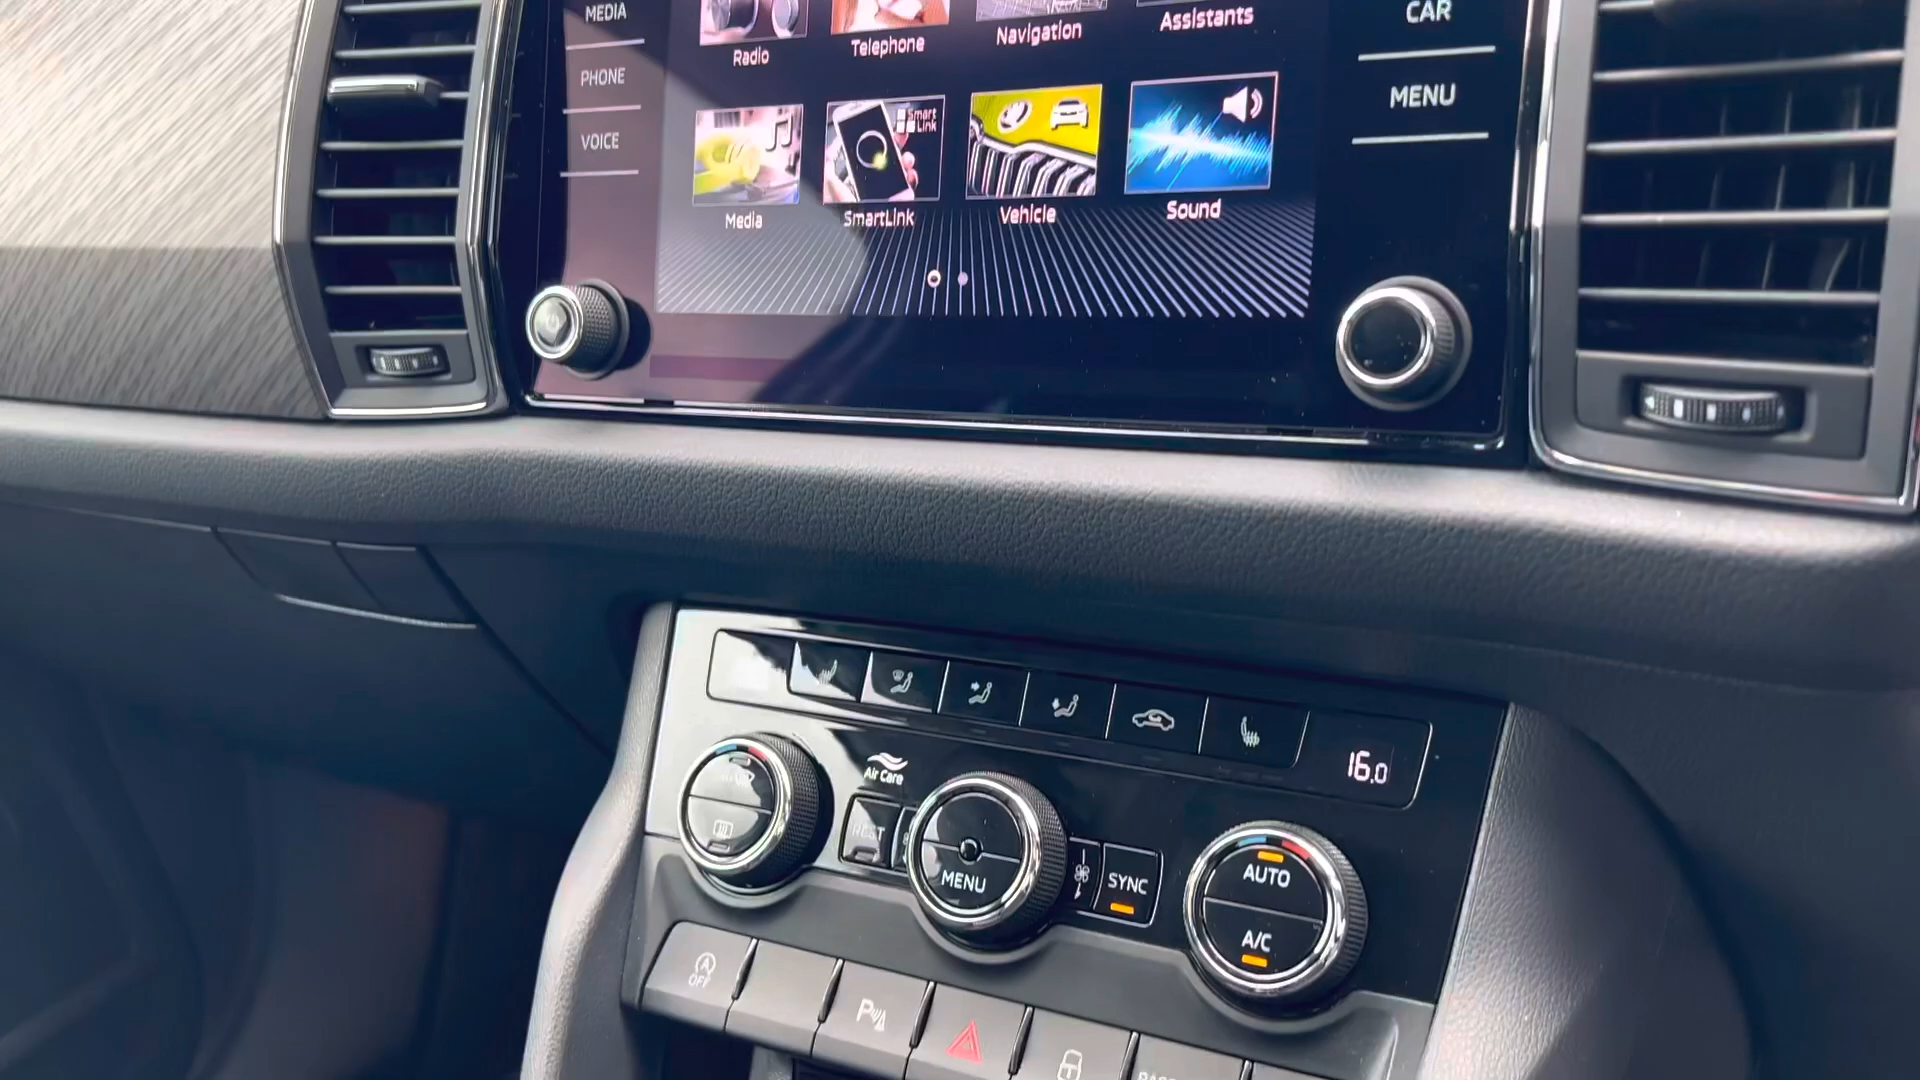 MEDIA
PHONE
VOICE
Radio
Telephone
Navigation
Assistants
Smart
Link
Media
SmartLink
Vehicle
Sound
CAR
MENU
16.0
Air Care
REST
MENU
SYNC
AUTO
A/C
A
OFF
P